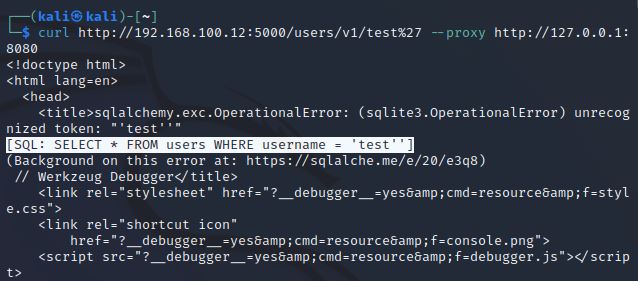 ┌──(kali㉿kali)-[~]
└─$ curl http://192.168.100.12:5000/users/v1/test%27 --proxy http://127.0.0.1:
8080
<!doctype html>
<html lang=en>
  <head>
    <title>sqlalchemy.exc.OperationalError: (sqlite3.OperationalError) unrecog
nized token: "'test''"
[SQL: SELECT * FROM users WHERE username = 'test'']
(Background on this error at: https://sqlalche.me/e/20/e3q8)
 // Werkzeug Debugger</title>
    <link rel="stylesheet" href="?__debugger__=yes&amp;cmd=resource&amp;f=styl
e.css">
    <link rel="shortcut icon"
        href="?__debugger__=yes&amp;cmd=resource&amp;f=console.png">
    <script src="?__debugger__=yes&amp;cmd=resource&amp;f=debugger.js"></scrip
t>